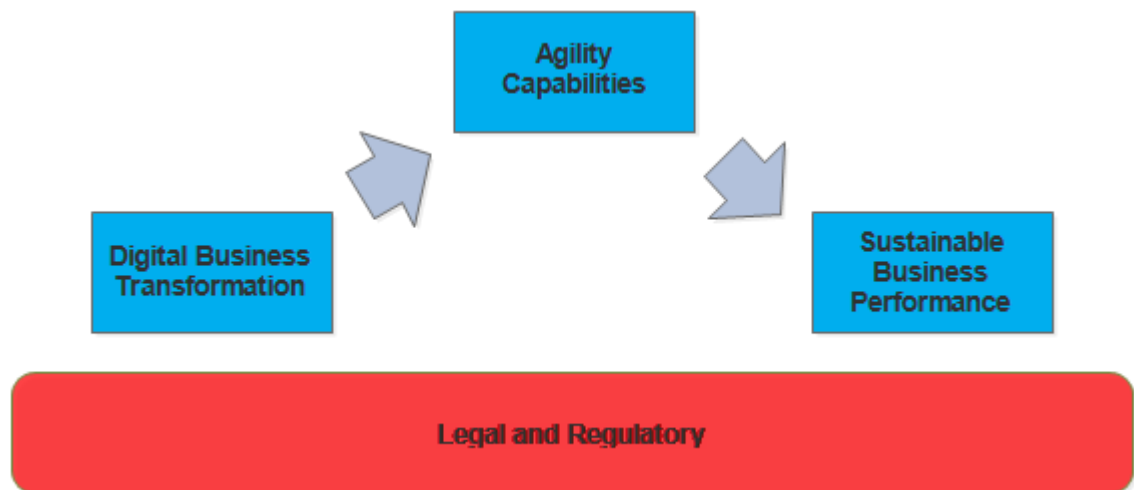 Agility
Capabilities
Digital Business
Transformation
Sustainable
Business
Performance
Legal and Regulatory